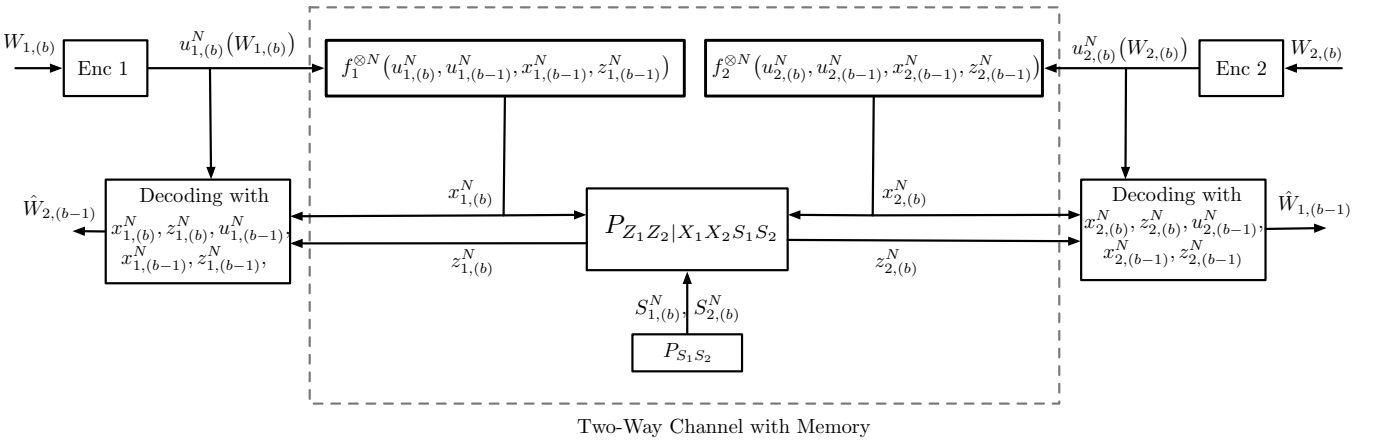 W_{1,(b)}
Enc 1
u^N_{1,(b)}(W_{1,(b)})
f_1^{⊗N}(u^N_{1,(b)}, u^N_{1,(b-1)}, x^N_{1,(b-1)}, z^N_{1,(b-1)})
f_2^{⊗N}(u^N_{2,(b)}, u^N_{2,(b-1)}, x^N_{2,(b-1)}, z^N_{2,(b-1)})
u^N_{2,(b)}(W_{2,(b)})
Enc 2
W_{2,(b)}
Ŵ_{2,(b-1)}
Decoding with
x^N_{1,(b)}, z^N_{1,(b)}, u^N_{1,(b-1)},
x^N_{1,(b-1)}, z^N_{1,(b-1)},
x^N_{1,(b)}
z^N_{1,(b)}
P_{Z_1Z_2|X_1X_2S_1S_2}
x^N_{2,(b)}
z^N_{2,(b)}
Decoding with
x^N_{2,(b)}, z^N_{2,(b)}, u^N_{2,(b-1)},
x^N_{2,(b-1)}, z^N_{2,(b-1)}
Ŵ_{1,(b-1)}
S^N_{1,(b)}, S^N_{2,(b)}
P_{S_1S_2}
Two-Way Channel with Memory